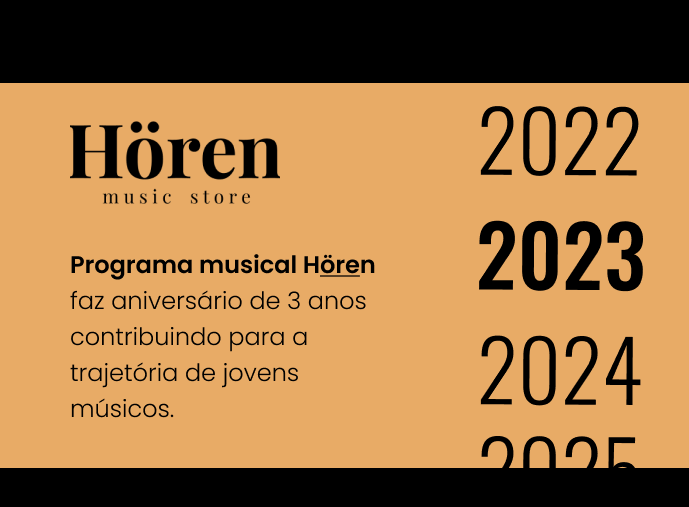 Hören
music store
Programa musical Hören
faz aniversário de 3 anos
contribuindo para a
trajetória de jovens
músicos.
2022
2023
2024
2025